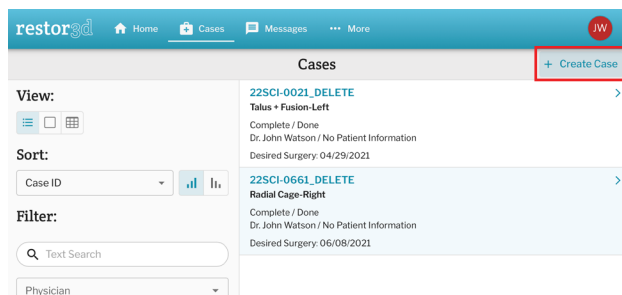 restor3d
Home
Cases
Messages
••• More
JW
Cases
+ Create Case
View:
Sort:
Case ID
Filter:
Text Search
Physician
22SCI-0021_DELETE
Talus + Fusion-Left
Complete / Done
Dr. John Watson / No Patient Information
Desired Surgery: 04/29/2021
22SCI-0661_DELETE
Radial Cage-Right
Complete / Done
Dr. John Watson / No Patient Information
Desired Surgery: 06/08/2021